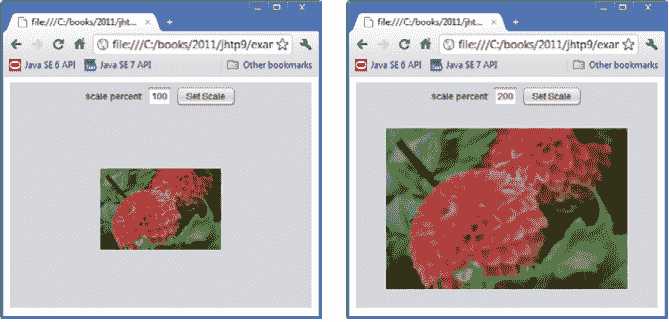 file:///C:/books/2011/jht...
file:///C:/books/2011/jhtp9/exar
Java SE 6 API Java SE 7 API Other bookmarks
scale percent 100 Set Scale
file:///C:/books/2011/jht...
file:///C:/books/2011/jhtp9/exar
Java SE 6 API Java SE 7 API Other bookmarks
scale percent 200 Set Scale